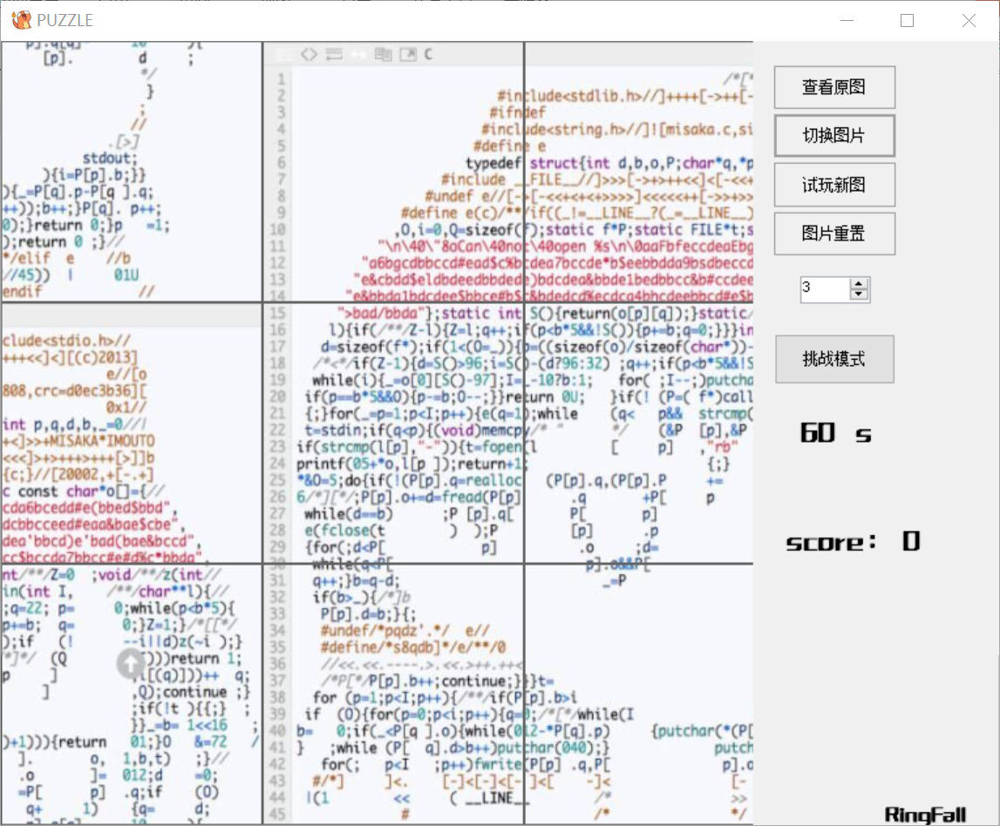 PUZZLE
[p].     d     ;
*/
}
;
//
.[>]
stdout;
){i=P[p].b;}}
){_=P[q].p-P[q ].q;
++));b++;}P[q]. p++;
0);}return 0;}p   =1;
);return 0 ;}//
*/elif  e    //b
//45))  |     01U
endif          //
clude<stdio.h>//
+++<<]<][(c)2013]
e//[o
808,crc=d0ec3b36][
0x1//
int p,q,d,b,_=0//|
+<]>>+MISAKA*IMOUTO
<<<]>+>+++>+++[>]]b
{c;}//[20002,+[-.+]
c const char*o[]={//
cda6bcedd#e(bbed$bbd",
dcbbcceed#eaa&bae$cbe",
dea'bbcd)e'bad(bae&bccd",
cc$bccda7bbcc#e#d%c*bbda",
nt/**/Z=0  ;void/**/z(int//
in(int I,    /**/char**l){//
;q=22; p=     0;while(p<b*5){
p+=b;  q=     0;}Z=1;}/*[[*/
);if   (!     --i||d)z(~i );}
*]*/  (Q     )))return 1;
p     ]     [(q)]))++  q;
]          ,Q);continue ;}
;if(!t ){{;}  ;
}}_=b= 1<<16   ;
)+1))){return   01;}O   &=72   /
].       o,  1,b,t)   ;}//
.o       ]=  012;d    =0;
=P[      p]  .q;if    (O)
q+     1)    {q=   d;
C
1 /*[*
2 #include<stdlib.h>//]++++[->++[-
3 #ifndef
4 #include<string.h>//]![misaka.c,si
5 #define e
6 typedef struct{int d,b,o,P;char*q,*p
7 #include __FILE__//]>>>[->+>++<<]<[-<<+
8 #undef e//[->[-<<+<+<+>>>>]<<<<<++[->>+>>
9 #define e(c)/**/if((_!=__LINE__?(_=__LINE__)
10 ,O,i=0,Q=sizeof(f);static f*P;static FILE*t;s
11 "\n\40\"8oCan\40not\40open %s\n\0aaFbfeccdeaEbg
12 "a6bgcdbbccd#ead$c%bcdea7bccde*b$eebbdda9bsdbeccd
13 "e&cbdd$eldbdeedbbdede)bdcdea&bbde1bedbbcc&b#ccdee
14 "e&bbda1bdcdee$bbce#b$c&bdedcd%ecdca4bhcdeebbcd#e$b
15 ">bad/bbda"};static int S(){return(o[p][q]);}static/
16 l){if(/**/Z-l){Z=l;q++;if(p<b*5&&!S()){p+=b;q=0;}}}in
17 d=sizeof(f*);if(1<(O=_)){b=((sizeof(o)/sizeof(char*))-
18 /*<*/if(Z-1){d=S()>96;i=S()-(d?96:32) ;q++;if(p<b*5&&!S
19 while(i){_=o[0][S()-97];I=_-10?b:1;   for( ;I--;)putcha
20 if(p==b*5&&O){p-=b;O--;}}return 0U;   }if(! (P=( f*)call
21 {;}for(_=p=1;p<I;p++){e(q=1);while    (q<   p&&  strcmp(
22 t=stdin;if(q<p){(void)memcpy/* "      */    (&P  [p],&P
23 if(strcmp(l[p],"-")){t=fopen(l        [     p]   ,"rb"
24 printf(05+*o,l[p ]);return+1;                     {;}
25 *&O=5;do{if(!(P[p].q=realloc   (P[p].q,(P[p].P     +=
26 6/*][*/;P[p].o+=d=fread(P[p]     .q      +P[     p
27 while(d==b)       ;P [p].q[      P[       p]
28 e(fclose(t        )  );P         [p]      .p
29 {for(;d<P[            p]          .o     ;d=
30 while(q<P[                         p].o&&P[
31 q++;}b=q-d;                          _=P
32 if(b>_){/*]b
33 P[p].d=b;}{;
34 #undef/*pqdz'.*/  e//
35 #define/*s8qdb]*/e/**/0
36 //<<.<<.----.>.<<.>++.++<
37 /*P[*/P[p].b++;continue;}}}t=
38 for (p=1;p<I;p++){/**/if(P[p].b>i
39 if  (O){for(p=0;p<i;p++){q=0;/*[*/while(I
40 b=   0;if(_<P[q ].o){while(012-*P[q].p)     {putchar(*(P[
41 }   ;while (P[  q].d>b++)putchar(040);}             putch
42 for(;   p<I   ;p++)fwrite(P[p] .q,P[              p].o
43 #/*]     ]<.    [-]<[-]<[- ]<[    -]<              [-
44 |(1       <<     ( __LINE__         /*               >>
45 #                       /*               */
查看原图
切换图片
试玩新图
图片重置
3
挑战模式
60 s
score: 0
RingFall